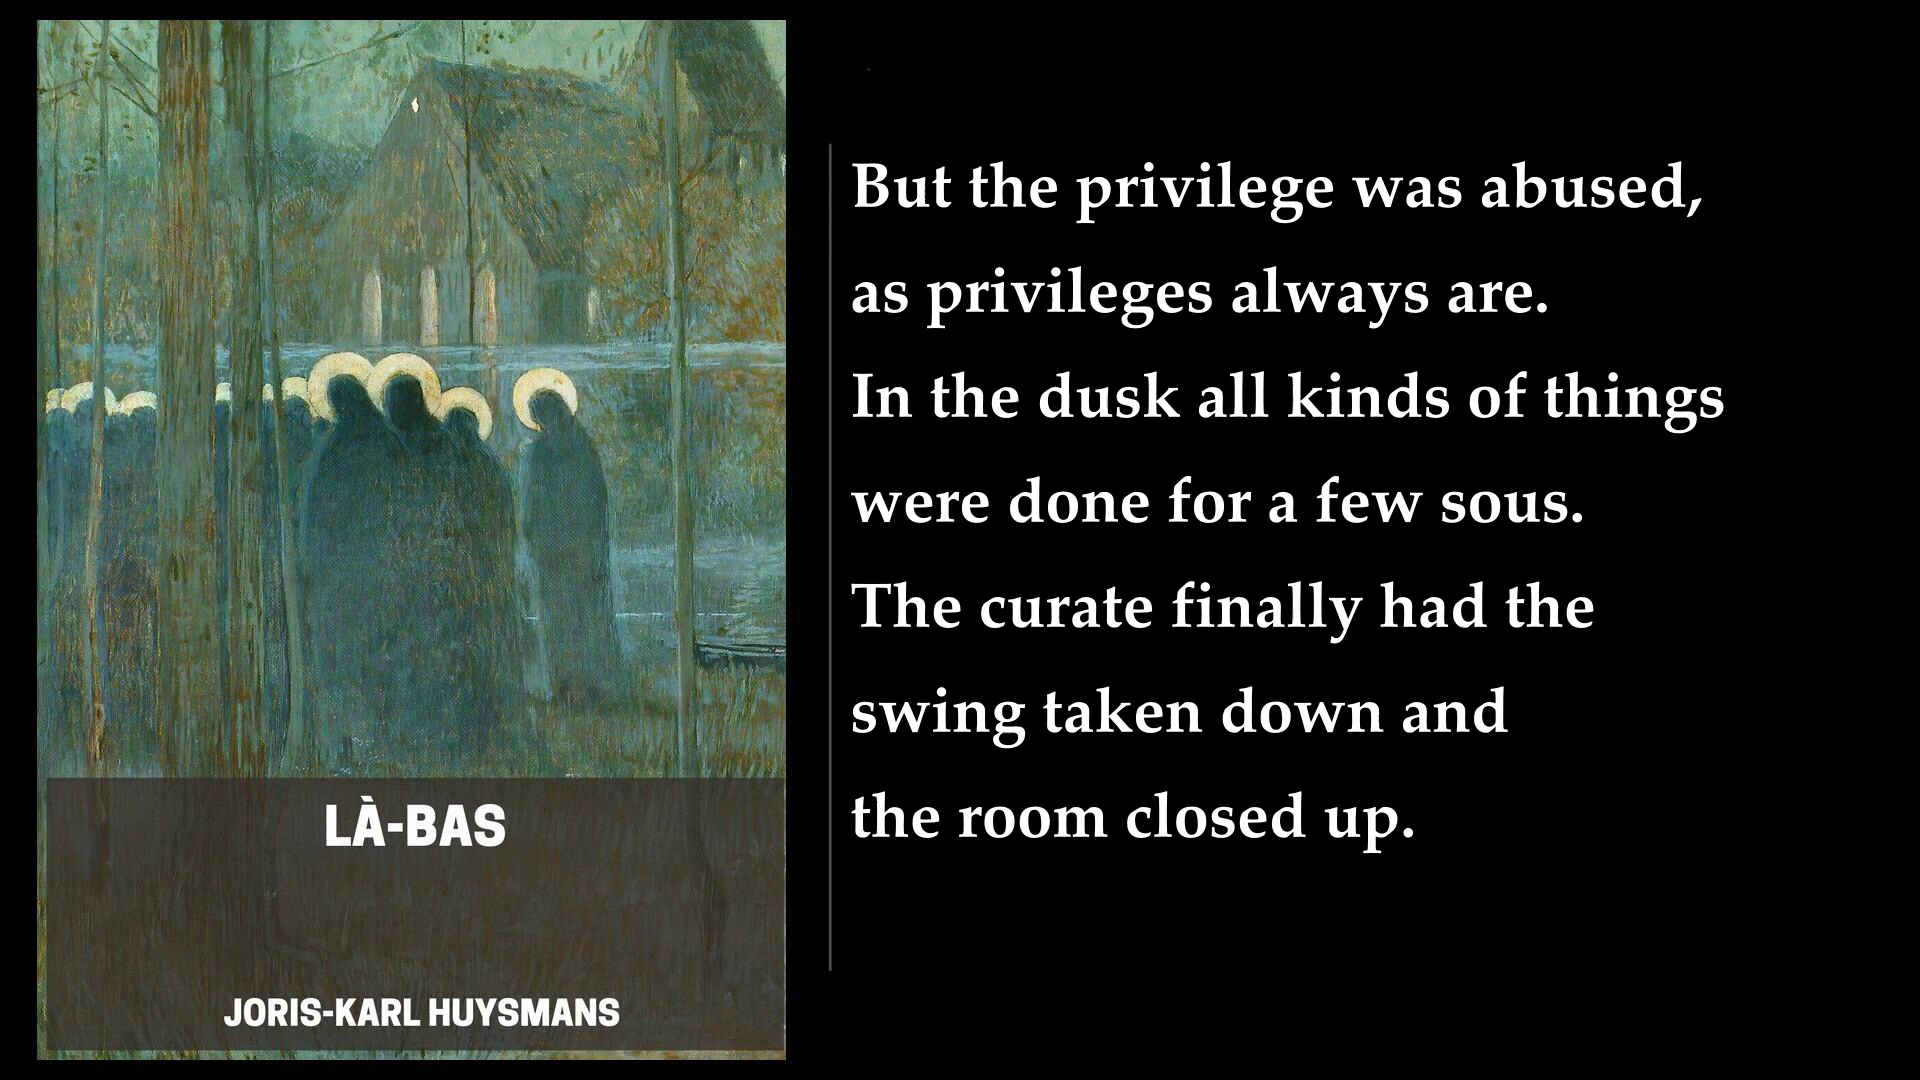 LÀ-BAS
JORIS-KARL HUYSMANS
But the privilege was abused,
as privileges always are.
In the dusk all kinds of things
were done for a few sous.
The curate finally had the
swing taken down and
the room closed up.